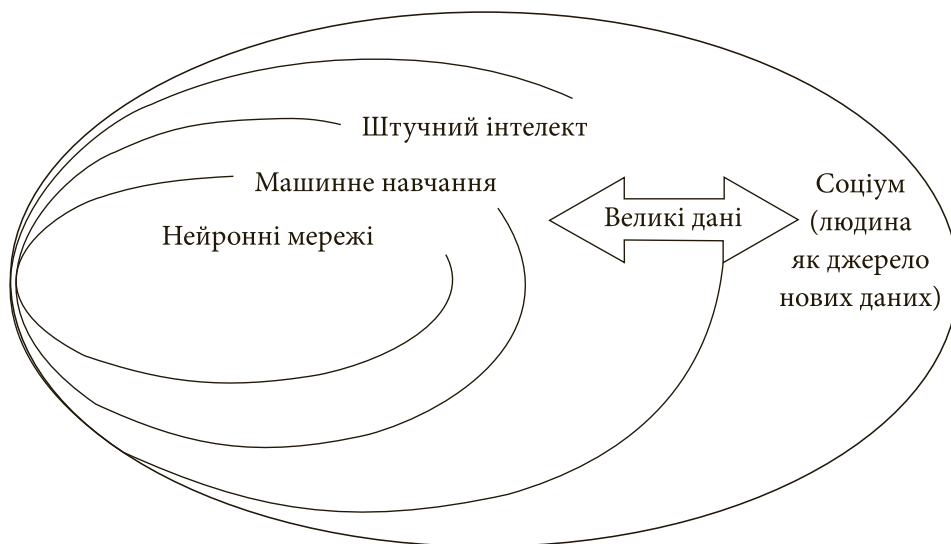 Штучний інтелект
Машинне навчання
Нейронні мережі
Великі дані
Соціум
(людина
як джерело
нових даних)